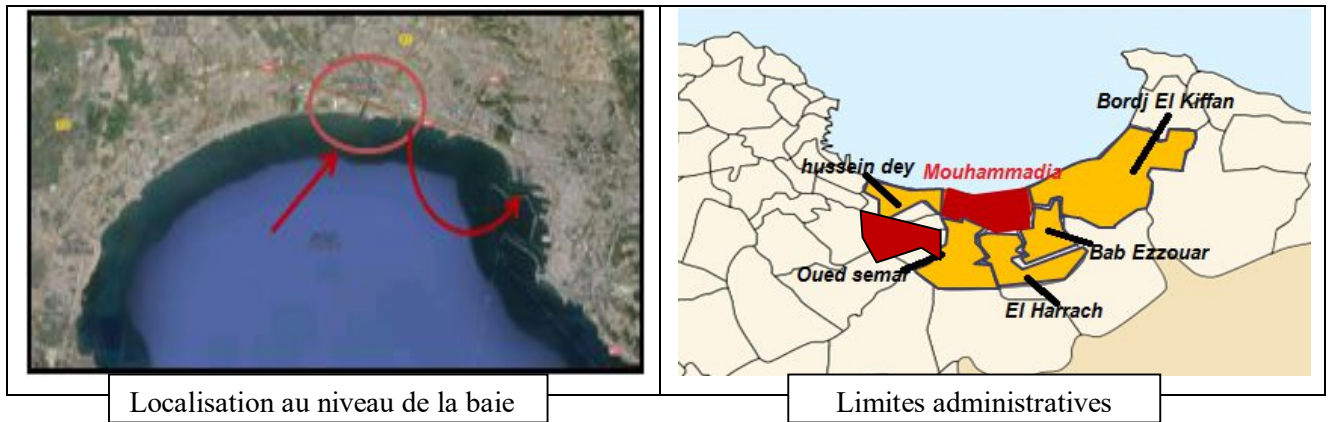 Bordj El Kiffan
hussein dey
Mouhammadia
Bab Ezzouar
Oued semar
El Harrach
Localisation au niveau de la baie
Limites administratives